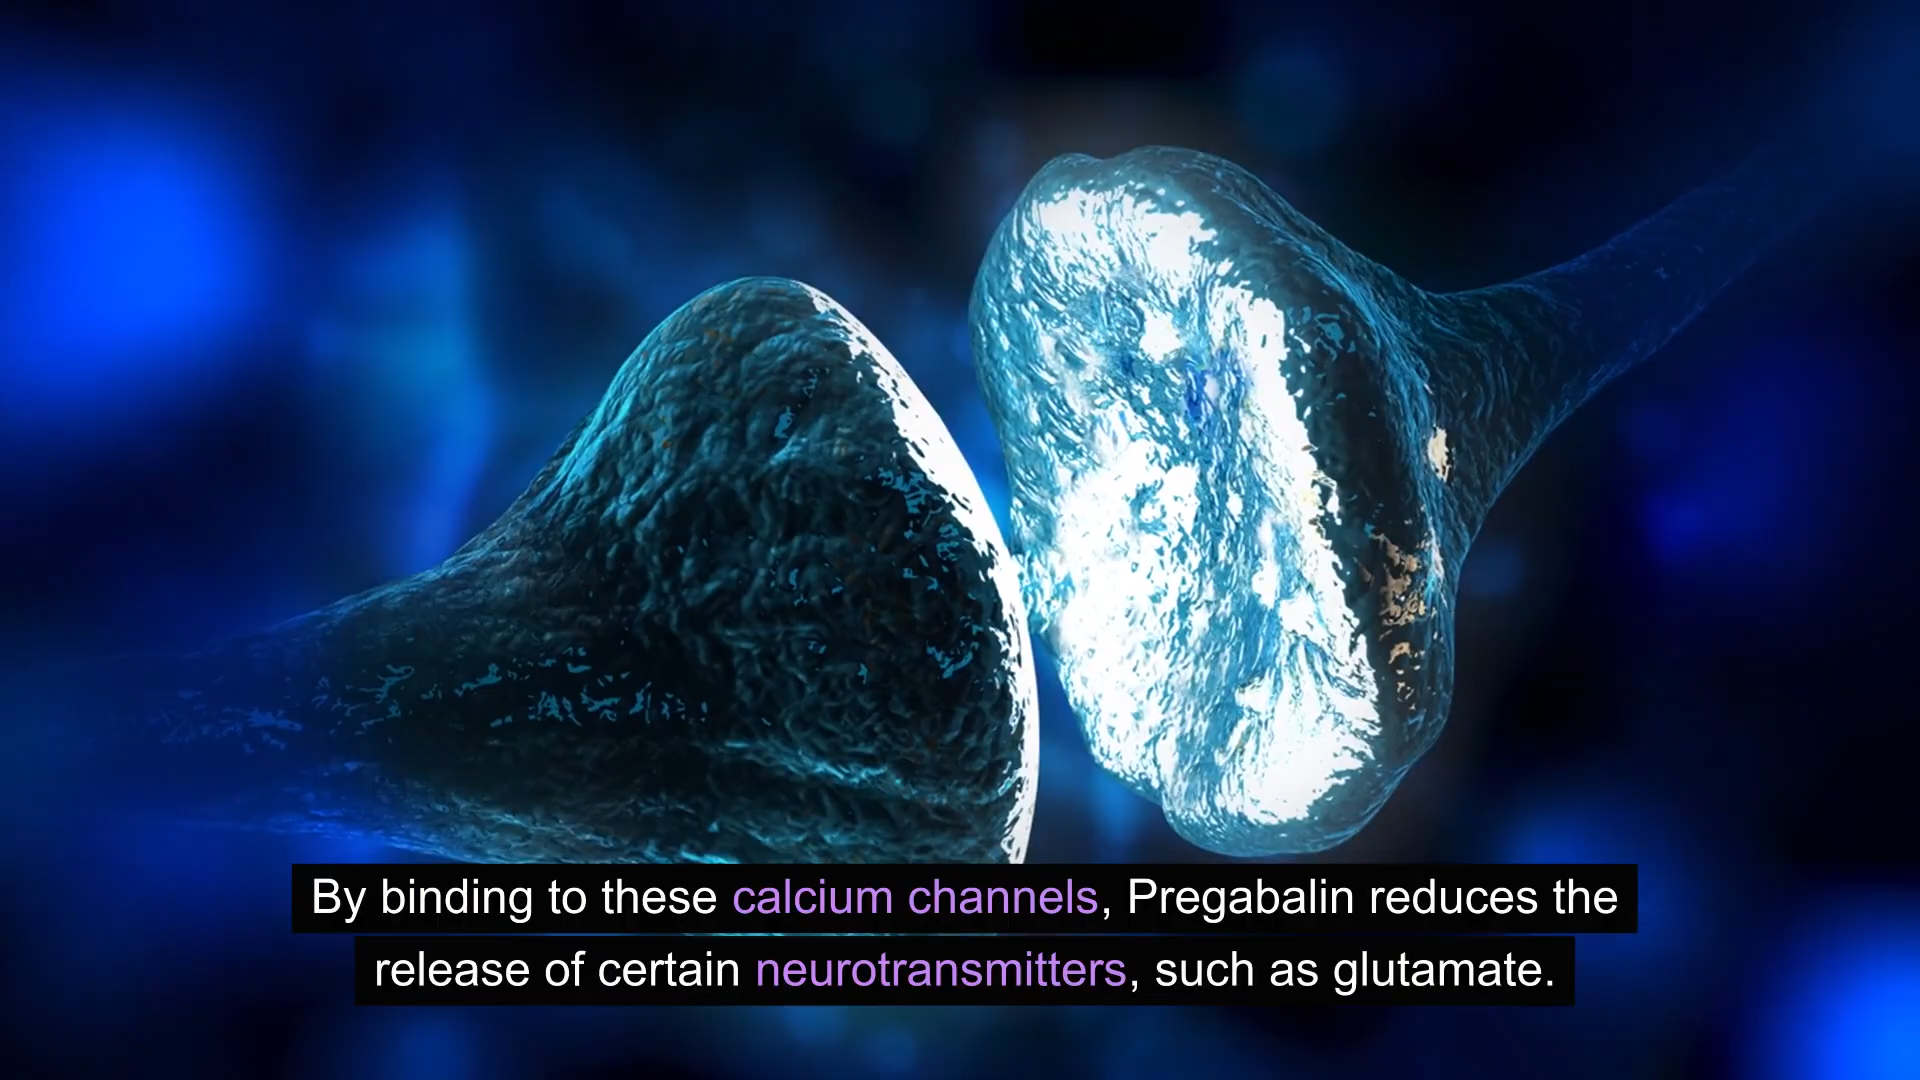 By binding to these calcium channels, Pregabalin reduces the
release of certain neurotransmitters, such as glutamate.